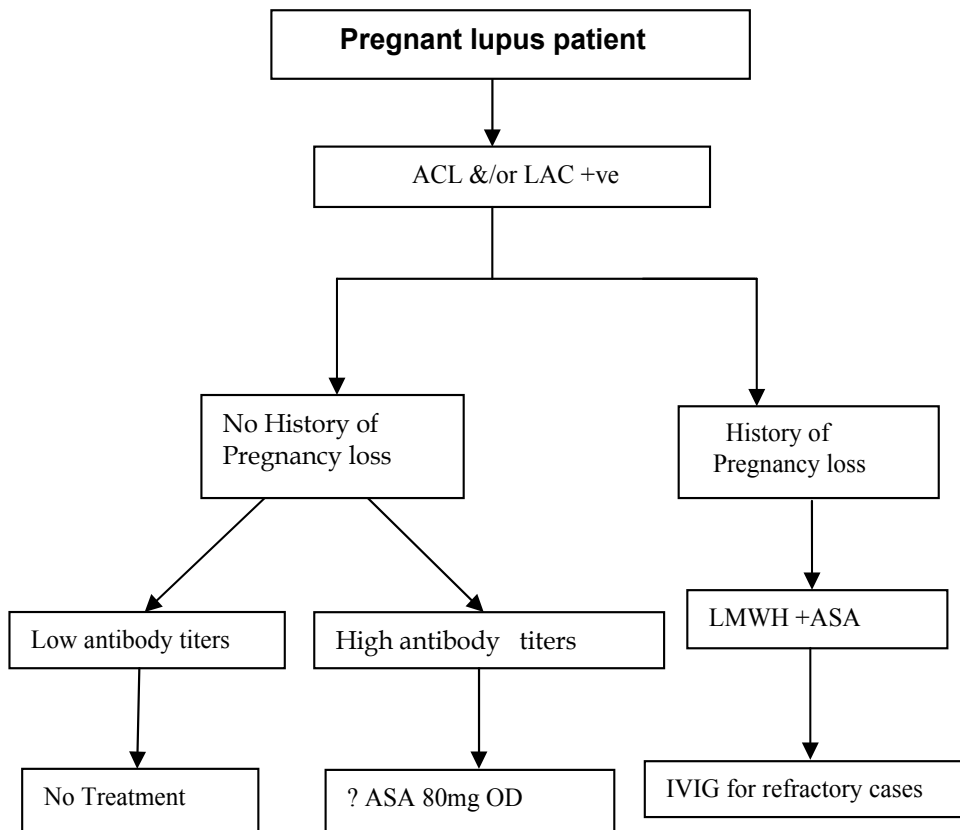 Pregnant lupus patient
ACL &/or LAC +ve
No History of
Pregnancy loss
History of
Pregnancy loss
Low antibody titers
High antibody titers
LMWH +ASA
No Treatment
? ASA 80mg OD
IVIG for refractory cases